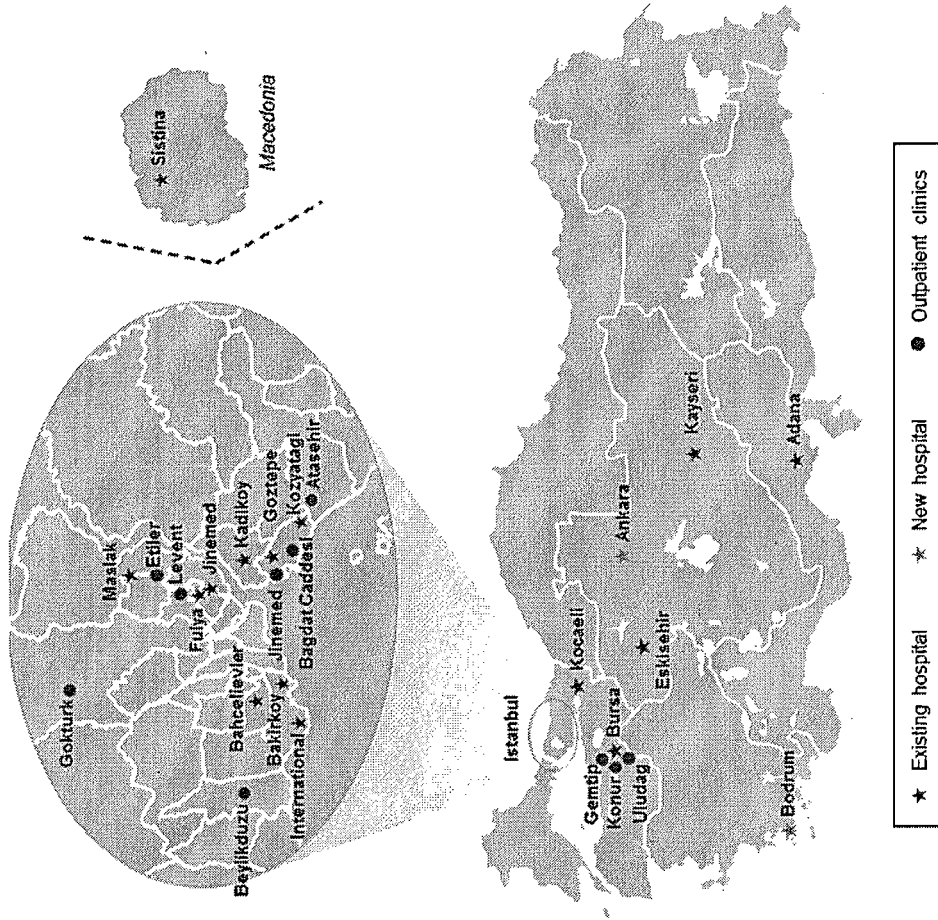 Gokturk
Maslak
Etiler
Levent
Fulya
Jinemed
Kadikoy
Goztepe
Kozyatagi
Atasehir
Beylikduzu
Bahcelievler
Bakirkoy
International
Jinemed
Bagdat Caddesi
Sistina
Macedonia
Istanbul
Kocaeli
Gemtip
Konur
Bursa
Uludag
Eskisehir
Ankara
Kayseri
Adana
Bodrum
Existing hospital
New hospital
Outpatient clinics